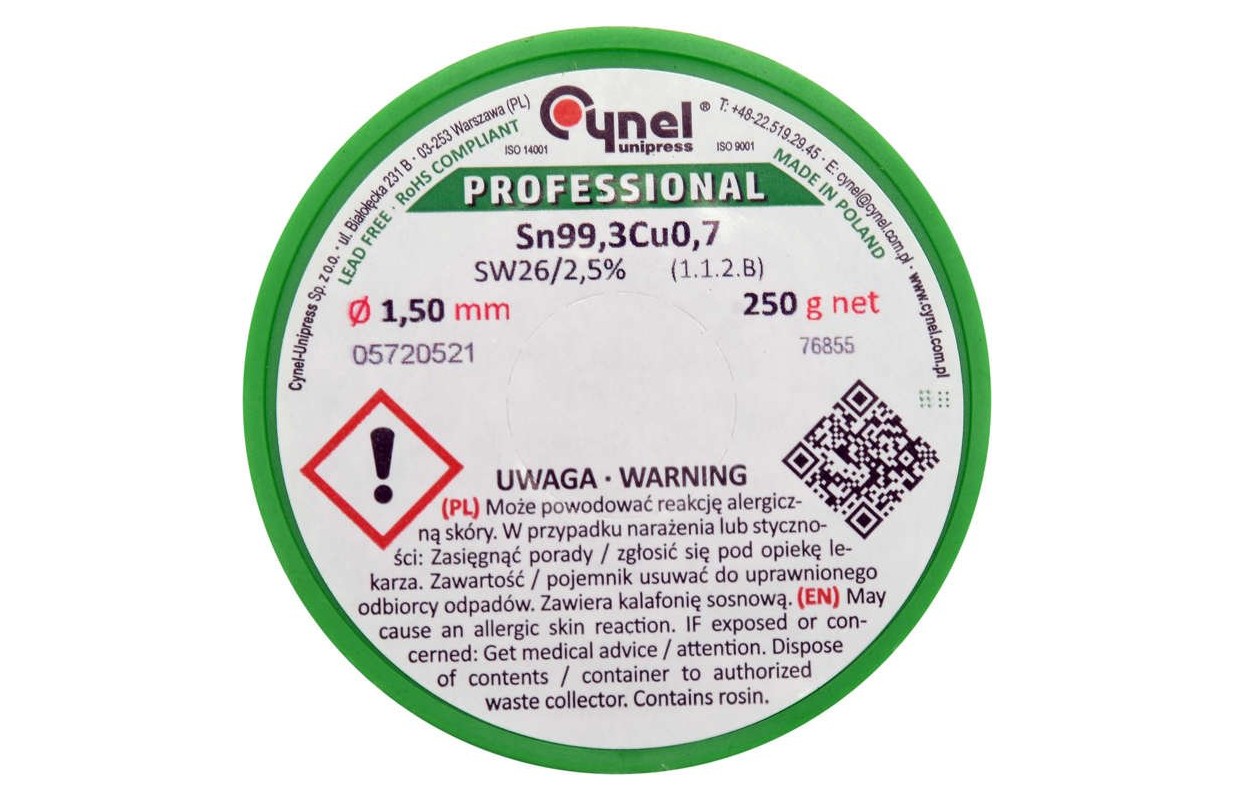 Cynel-Unipress Sp. z o.o. · ul. Białołęcka 231 B · 03-253 Warszawa (PL)
LEAD FREE · RoHS COMPLIANT
Cynel ®
unipress
ISO 14001
ISO 9001
T: +48-22.519.29.45 · E: cynel@cynel.com.pl · www.cynel.com.pl
MADE IN POLAND
PROFESSIONAL
Sn99,3Cu0,7
SW26/2,5% (1.1.2.B)
Ø 1,50 mm 250 g net
05720521 76855
UWAGA · WARNING
(PL) Może powodować reakcję alergicz-
ną skóry. W przypadku narażenia lub styczno-
ści: Zasięgnąć porady / zgłosić się pod opiekę le-
karza. Zawartość / pojemnik usuwać do uprawnionego
odbiorcy odpadów. Zawiera kalafonię sosnową. (EN) May
cause an allergic skin reaction. IF exposed or con-
cerned: Get medical advice / attention. Dispose
of contents / container to authorized
waste collector. Contains rosin.